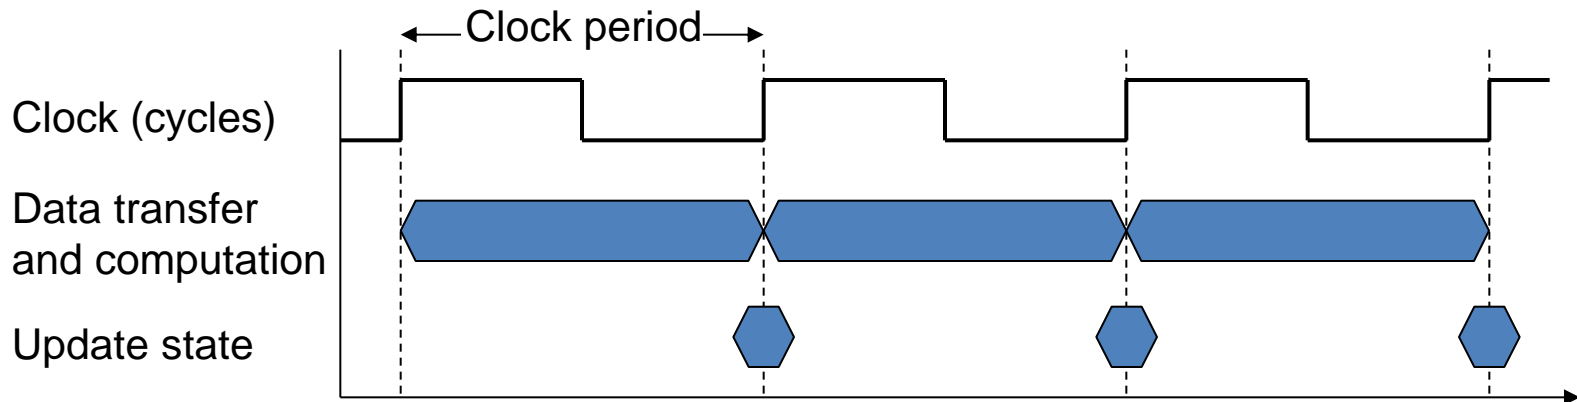 Clock period
Clock (cycles)
Data transfer
and computation
Update state